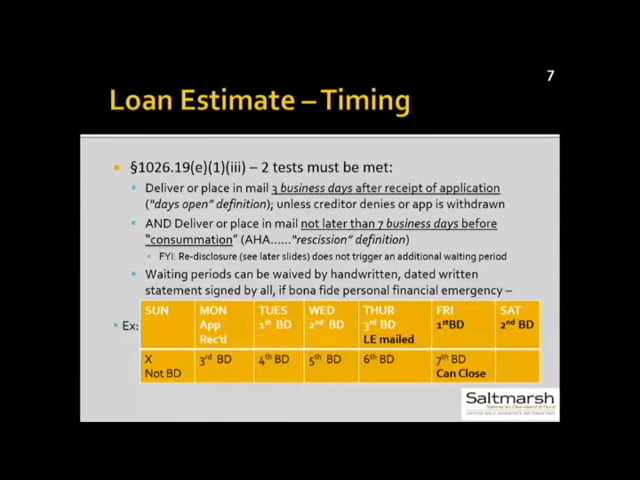 7
Loan Estimate – Timing
§1026.19(e)(1)(iii) – 2 tests must be met:
Deliver or place in mail 3 business days after receipt of application
("days open" definition); unless creditor denies or app is withdrawn
AND Deliver or place in mail not later than 7 business days before
"consummation" (AHA......"rescission" definition)
FYI: Re-disclosure (see later slides) does not trigger an additional waiting period
Waiting periods can be waived by handwritten, dated written
statement signed by all, if bona fide personal financial emergency –
Ex:
SUN MON TUES WED THUR FRI SAT
App 1st BD 2nd BD 3rd BD 1stBD 2nd BD
Rec'd LE mailed
X 3rd BD 4th BD 5th BD 6th BD 7th BD
Not BD Can Close
Saltmarsh
Saltmarsh, Cleaveland & Gund